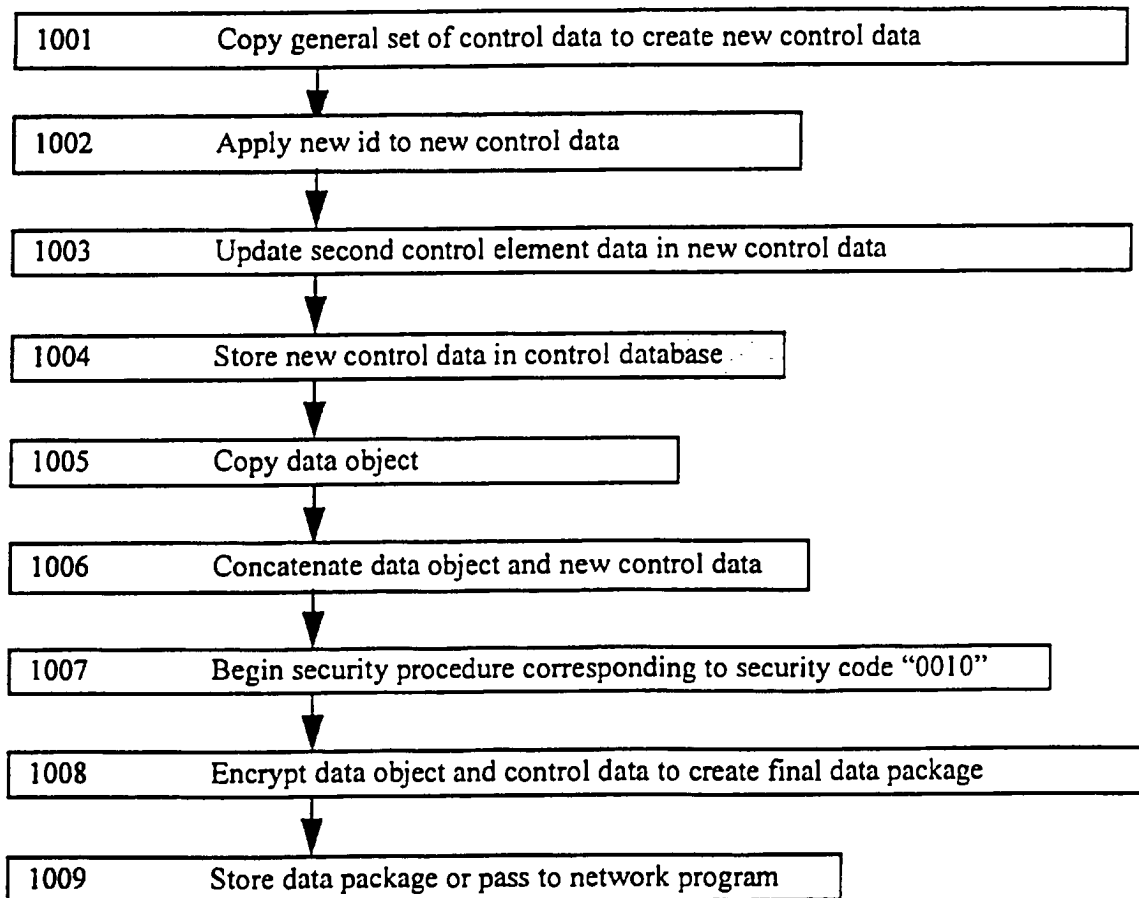 1001 Copy general set of control data to create new control data
1002 Apply new id to new control data
1003 Update second control element data in new control data
1004 Store new control data in control database
1005 Copy data object
1006 Concatenate data object and new control data
1007 Begin security procedure corresponding to security code “0010”
1008 Encrypt data object and control data to create final data package
1009 Store data package or pass to network program